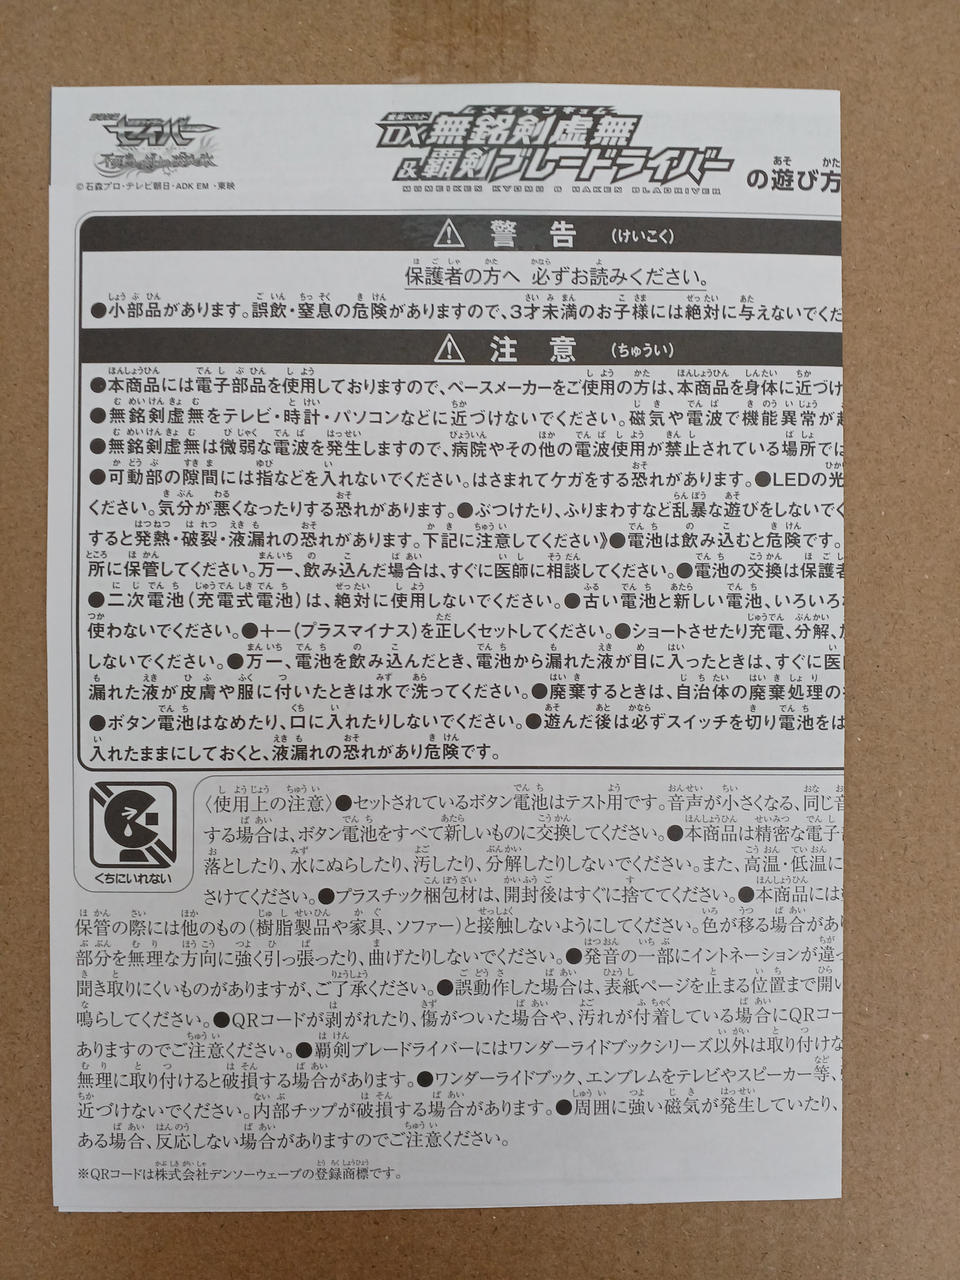 セイバー
©石森プロ・テレビ朝日・ADK EM・東映
変身ベルト ムメイケンキョム
DX無銘剣虚無
&覇剣ブレードライバー
MUMEIKEN KYOMU & HAKEN BLADRIVER
の遊び方
警告(けいこく)
保護者の方へ 必ずお読みください。
●小部品があります。誤飲・窒息の危険がありますので、3才未満のお子様には絶対に与えないでくだ
注意(ちゅうい)
●本商品には電子部品を使用しておりますので、ペースメーカーをご使用の方は、本商品を身体に近づけ
●無銘剣虚無をテレビ・時計・パソコンなどに近づけないでください。磁気や電波で機能異常が起
●無銘剣虚無は微弱な電波を発生しますので、病院やその他の電波使用が禁止されている場所では
●可動部の隙間には指などを入れないでください。はさまれてケガをする恐れがあります。●LEDの光
ください。気分が悪くなったりする恐れがあります。●ぶつけたり、ふりまわすなど乱暴な遊びをしないでく
すると発熱・破裂・液漏れの恐れがあります。下記に注意してください》●電池は飲み込むと危険です。
所に保管してください。万一、飲み込んだ場合は、すぐに医師に相談してください。●電池の交換は保護者
●二次電池(充電式電池)は、絶対に使用しないでください。●古い電池と新しい電池、いろいろ
使わないでください。●+−(プラスマイナス)を正しくセットしてください。●ショートさせたり充電、分解、
しないでください。●万一、電池を飲み込んだとき、電池から漏れた液が目に入ったときは、すぐに医
漏れた液が皮膚や服に付いたときは水で洗ってください。●廃棄するときは、自治体の廃棄処理の
●ボタン電池はなめたり、口に入れたりしないでください。●遊んだ後は必ずスイッチを切り電池をは
入れたままにしておくと、液漏れの恐れがあり危険です。
くちにいれない
〈使用上の注意〉●セットされているボタン電池はテスト用です。音声が小さくなる、同じ音
する場合は、ボタン電池をすべて新しいものに交換してください。●本商品は精密な電子
落としたり、水にぬらしたり、汚したり、分解したりしないでください。また、高温・低温に
さけてください。●プラスチック梱包材は、開封後はすぐに捨ててください。●本商品には
保管の際には他のもの(樹脂製品や家具、ソファー)と接触しないようにしてください。色が移る場合があり
部分を無理な方向に強く引っ張ったり、曲げたりしないでください。●発音の一部にイントネーションが違っ
聞き取りにくいものがありますが、ご了承ください。●誤動作した場合は、表紙ページを止まる位置まで開い
鳴らしてください。●QRコードが剥がれたり、傷がついた場合や、汚れが付着している場合にQRコー
ありますのでご注意ください。●覇剣ブレードライバーにはワンダーライドブックシリーズ以外は取り付けな
無理に取り付けると破損する場合があります。●ワンダーライドブック、エンブレムをテレビやスピーカー等、
近づけないでください。内部チップが破損する場合があります。●周囲に強い磁気が発生していたり、
ある場合、反応しない場合がありますのでご注意ください。
※QRコードは株式会社デンソーウェーブの登録商標です。